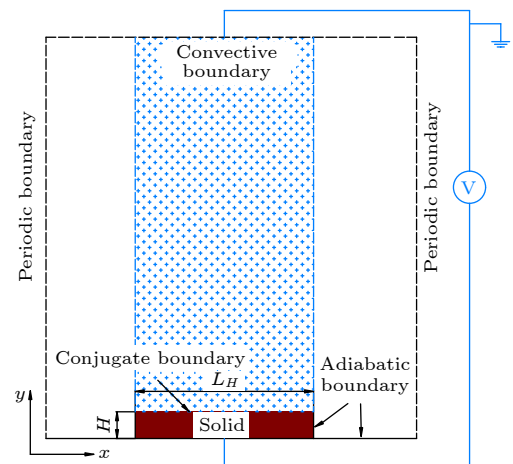 Convective
boundary
Periodic boundary
Periodic boundary
V
Conjugate boundary
Adiabatic
boundary
L_H
y
H
Solid
x